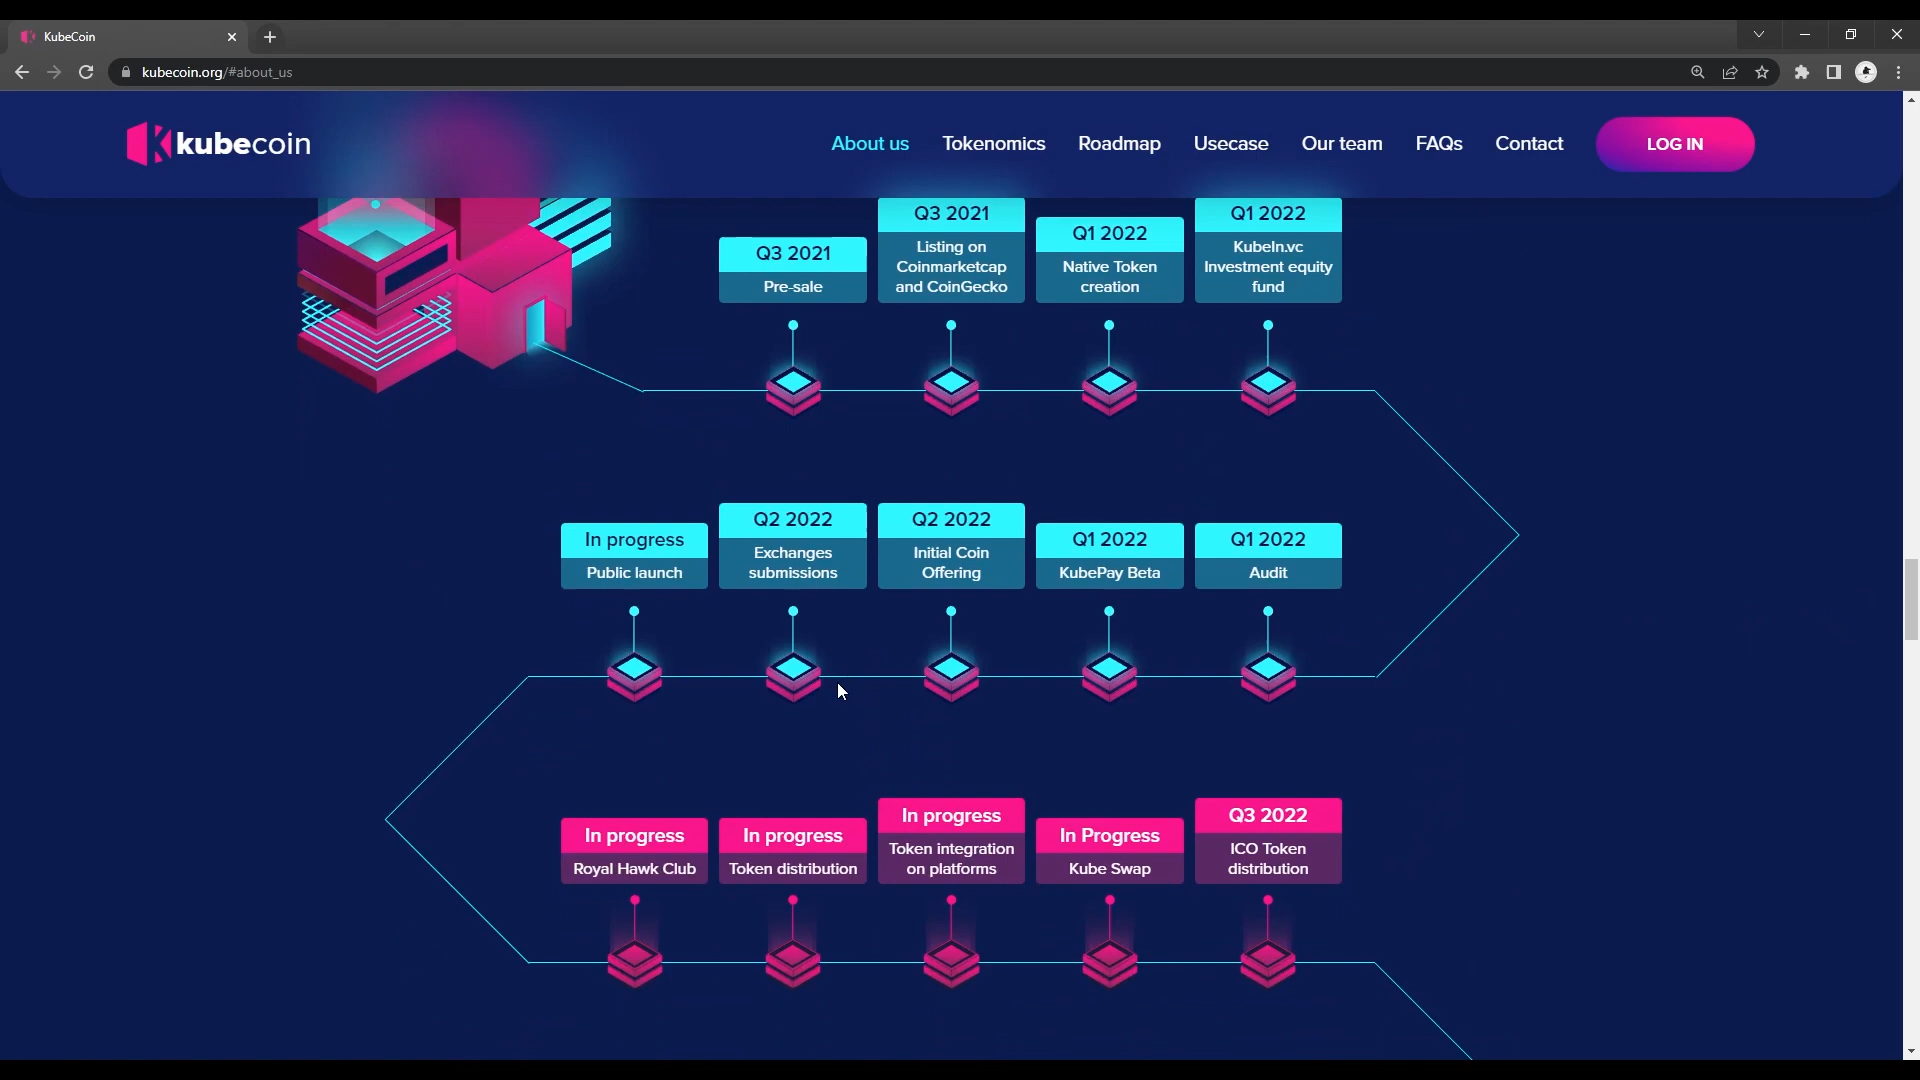 KubeCoin
kubecoin.org/#about_us
kubecoin
About us
Tokenomics
Roadmap
Usecase
Our team
FAQs
Contact
LOG IN
Q3 2021
Pre-sale
Q3 2021
Listing on
Coinmarketcap
and CoinGecko
Q1 2022
Native Token
creation
Q1 2022
KubeIn.vc
Investment equity
fund
In progress
Public launch
Q2 2022
Exchanges
submissions
Q2 2022
Initial Coin
Offering
Q1 2022
KubePay Beta
Q1 2022
Audit
In progress
Royal Hawk Club
In progress
Token distribution
In progress
Token integration
on platforms
In Progress
Kube Swap
Q3 2022
ICO Token
distribution